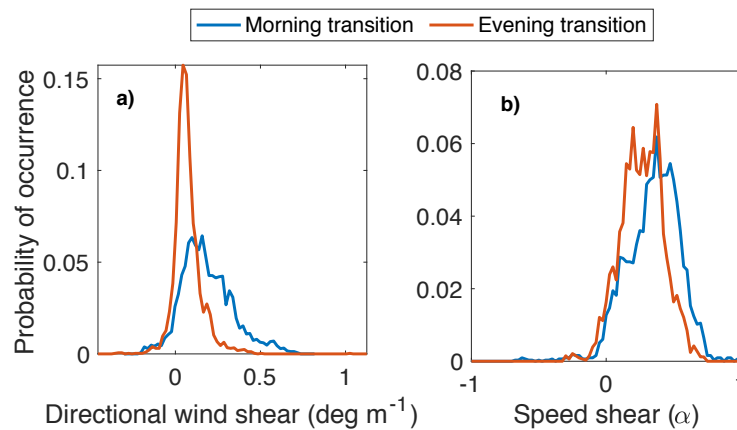 Morning transition Evening transition
Probability of occurrence
a)
0.15
0.1
0.05
0
0 0.5 1
Directional wind shear (deg m⁻¹)
b)
0.08
0.06
0.04
0.02
0
-1 0 1
Speed shear (α)